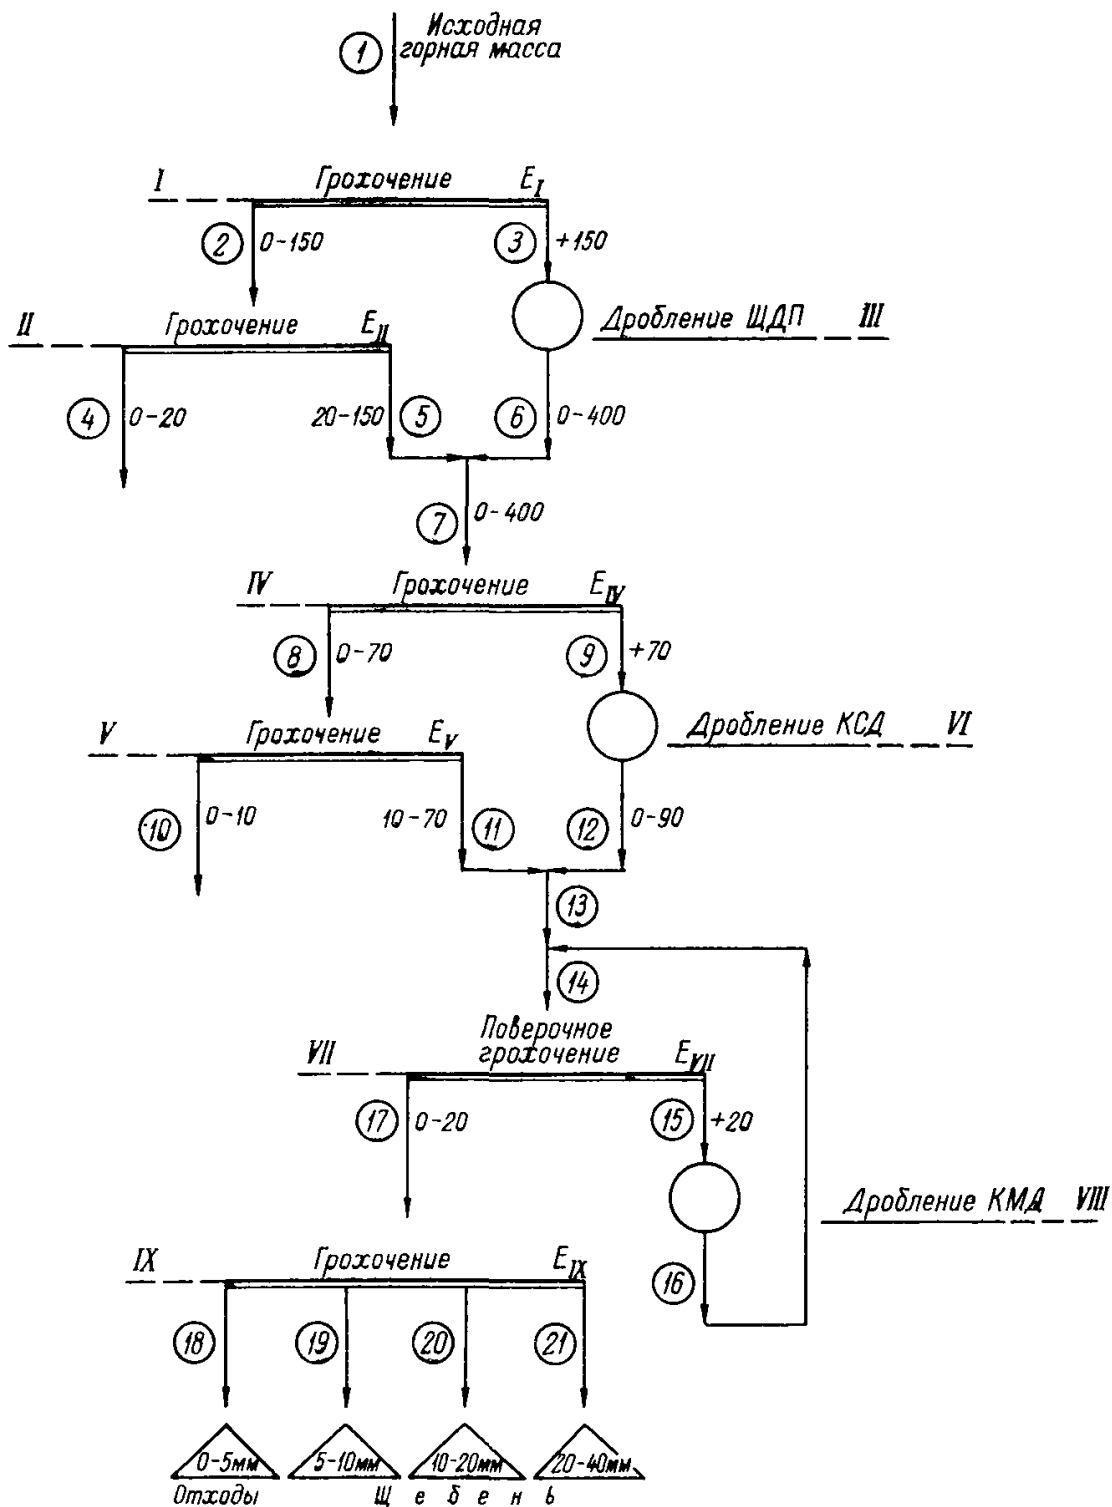 Исходная
1 горная масса
I Грохочение E_I
2 0-150 3 +150
II Грохочение E_II Дробление ЩДП III
4 0-20 20-150 5 6 0-400
7 0-400
IV Грохочение E_IV
8 0-70 9 +70
V Грохочение E_V Дробление КСД VI
10 0-10 10-70 11 12 0-90
13
14
Поверочное
VII грохочение E_VII
17 0-20 15 +20
Дробление КМД VIII
IX Грохочение E_IX
16
18 19 20 21
0-5мм 5-10мм 10-20мм 20-40мм
Отходы Щебень